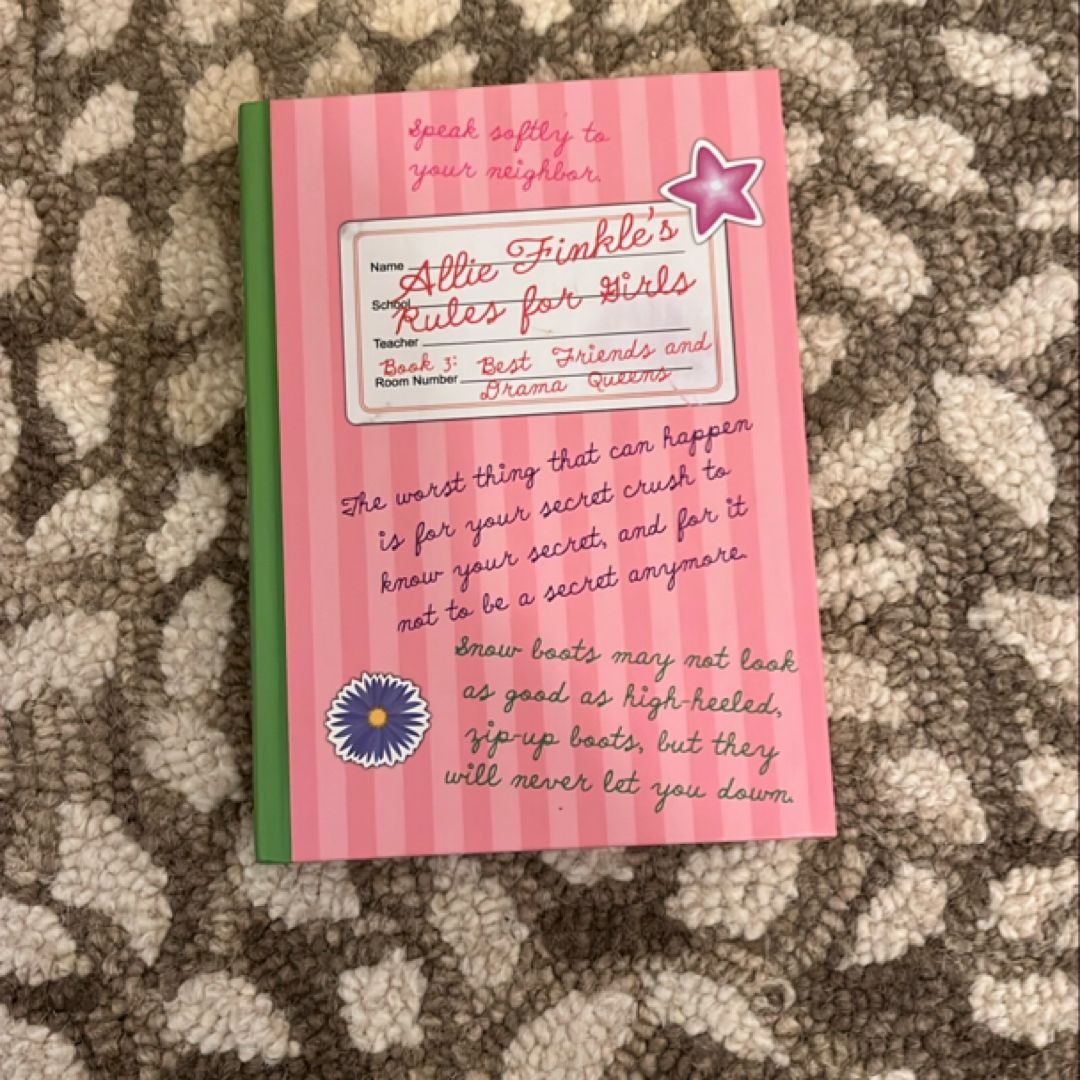 Speak softly to
your neighbor.
Name Allie Finkle's
School Rules for Girls
Teacher
Book 3: Best Friends and
Room Number Drama Queens
The worst thing that can happen
is for your secret crush to
know your secret, and for it
not to be a secret anymore.
Snow boots may not look
as good as high-heeled,
zip-up boots, but they
will never let you down.